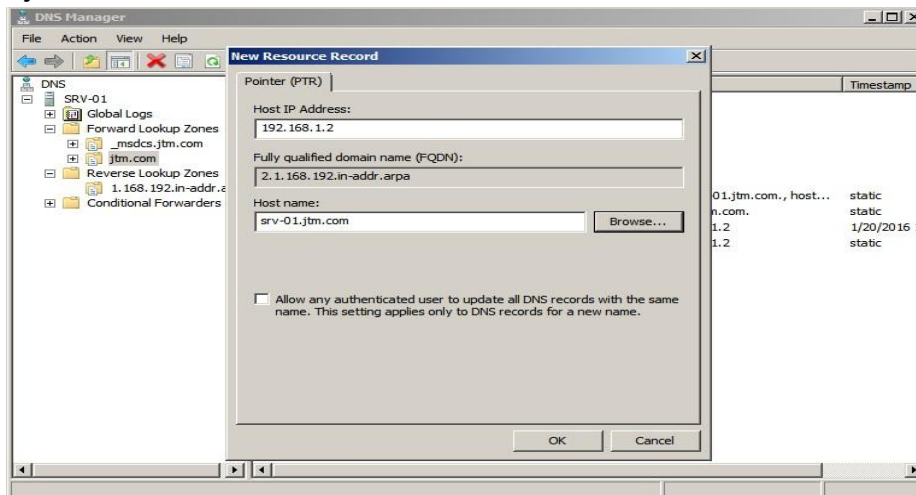 DNS Manager
File Action View Help
New Resource Record
Pointer (PTR)
Host IP Address:
192.168.1.2
Fully qualified domain name (FQDN):
2.1.168.192.in-addr.arpa
Host name:
srv-01.jtm.com
Browse...
Allow any authenticated user to update all DNS records with the same
name. This setting applies only to DNS records for a new name.
OK Cancel
DNS
SRV-01
Global Logs
Forward Lookup Zones
_msdcs.jtm.com
jtm.com
Reverse Lookup Zones
1.168.192.in-addr.a
Conditional Forwarders
Timestamp
01.jtm.com., host... static
.com. static
1.2 1/20/2016
1.2 static